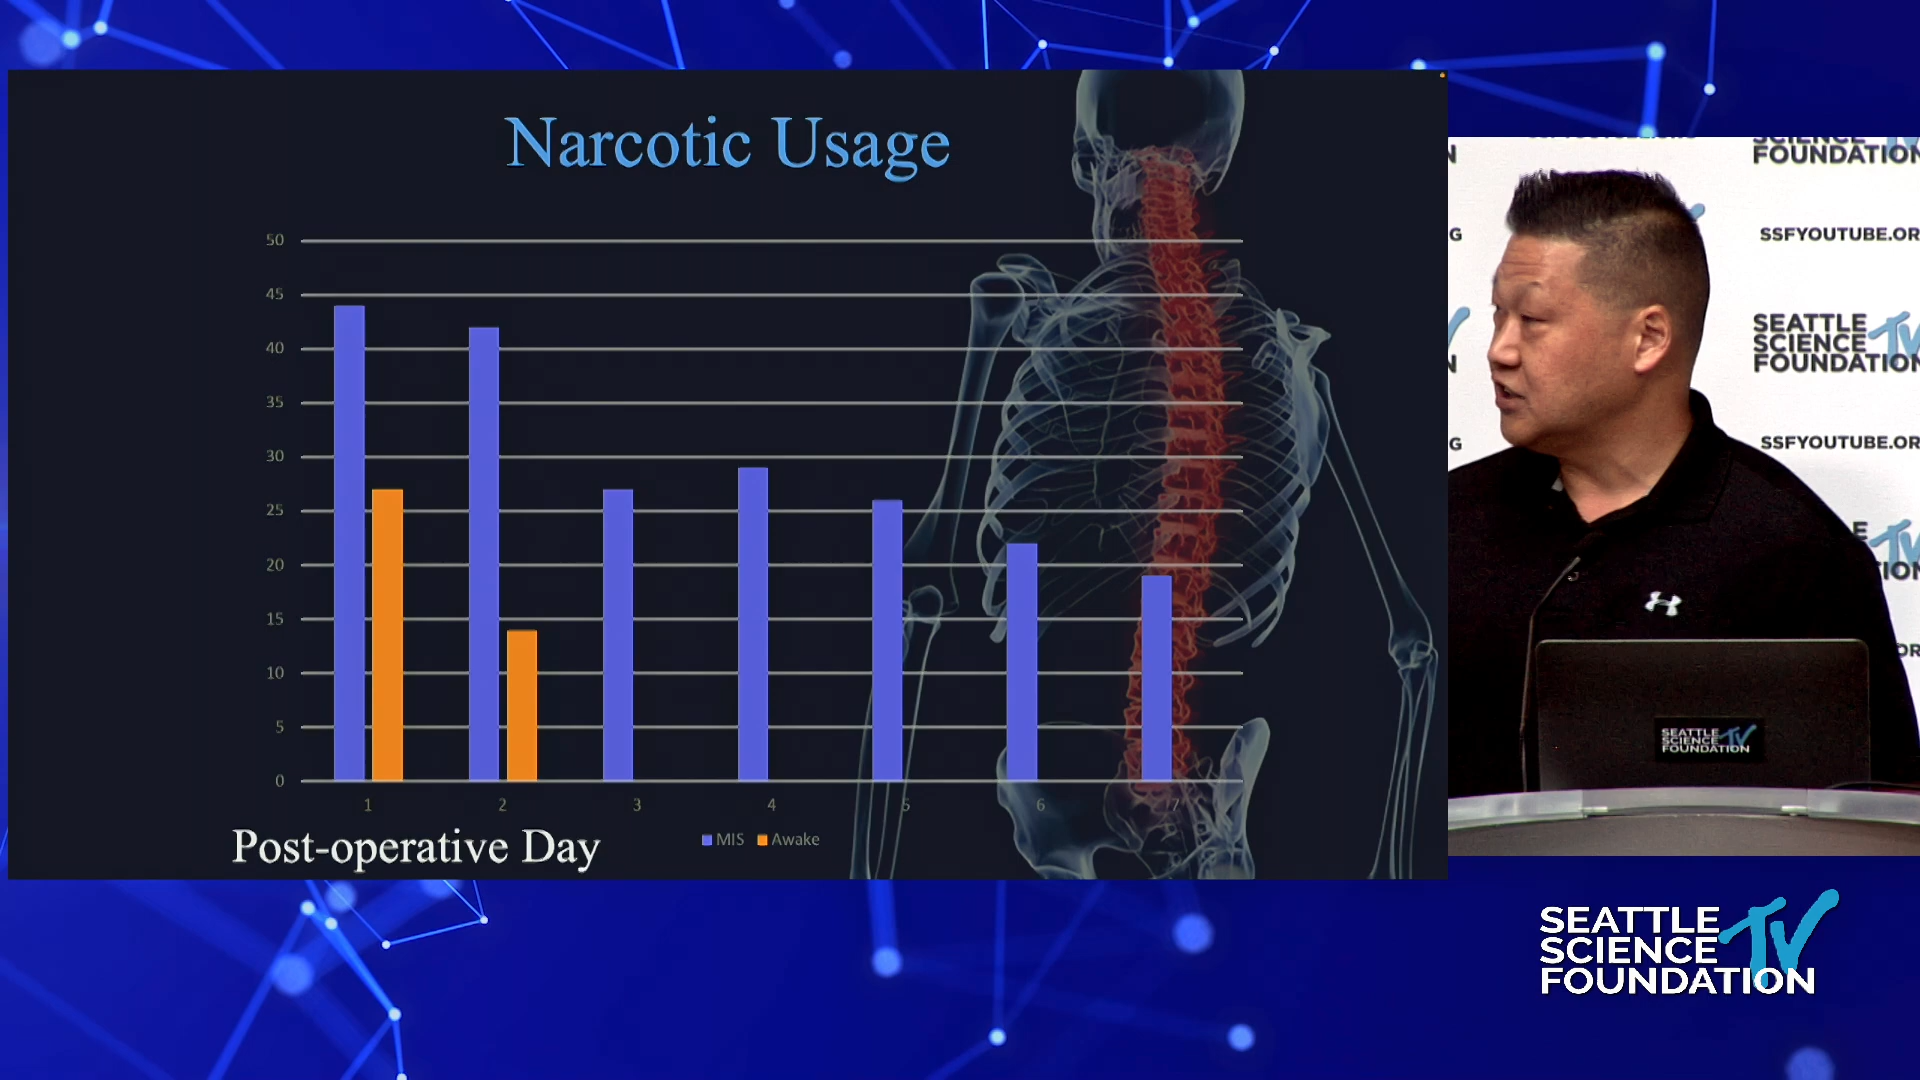 Narcotic Usage
50
45
40
35
30
25
20
15
10
5
0
1 2 3 4 5 6 7
Post-operative Day
MIS Awake
FOUNDATION
SSFYOUTUBE.OR
SEATTLE
SCIENCE TV
FOUNDATION
SSFYOUTUBE.OR
SEATTLE
SCIENCE TV
FOUNDATION
SEATTLE
SCIENCE TV
FOUNDATION